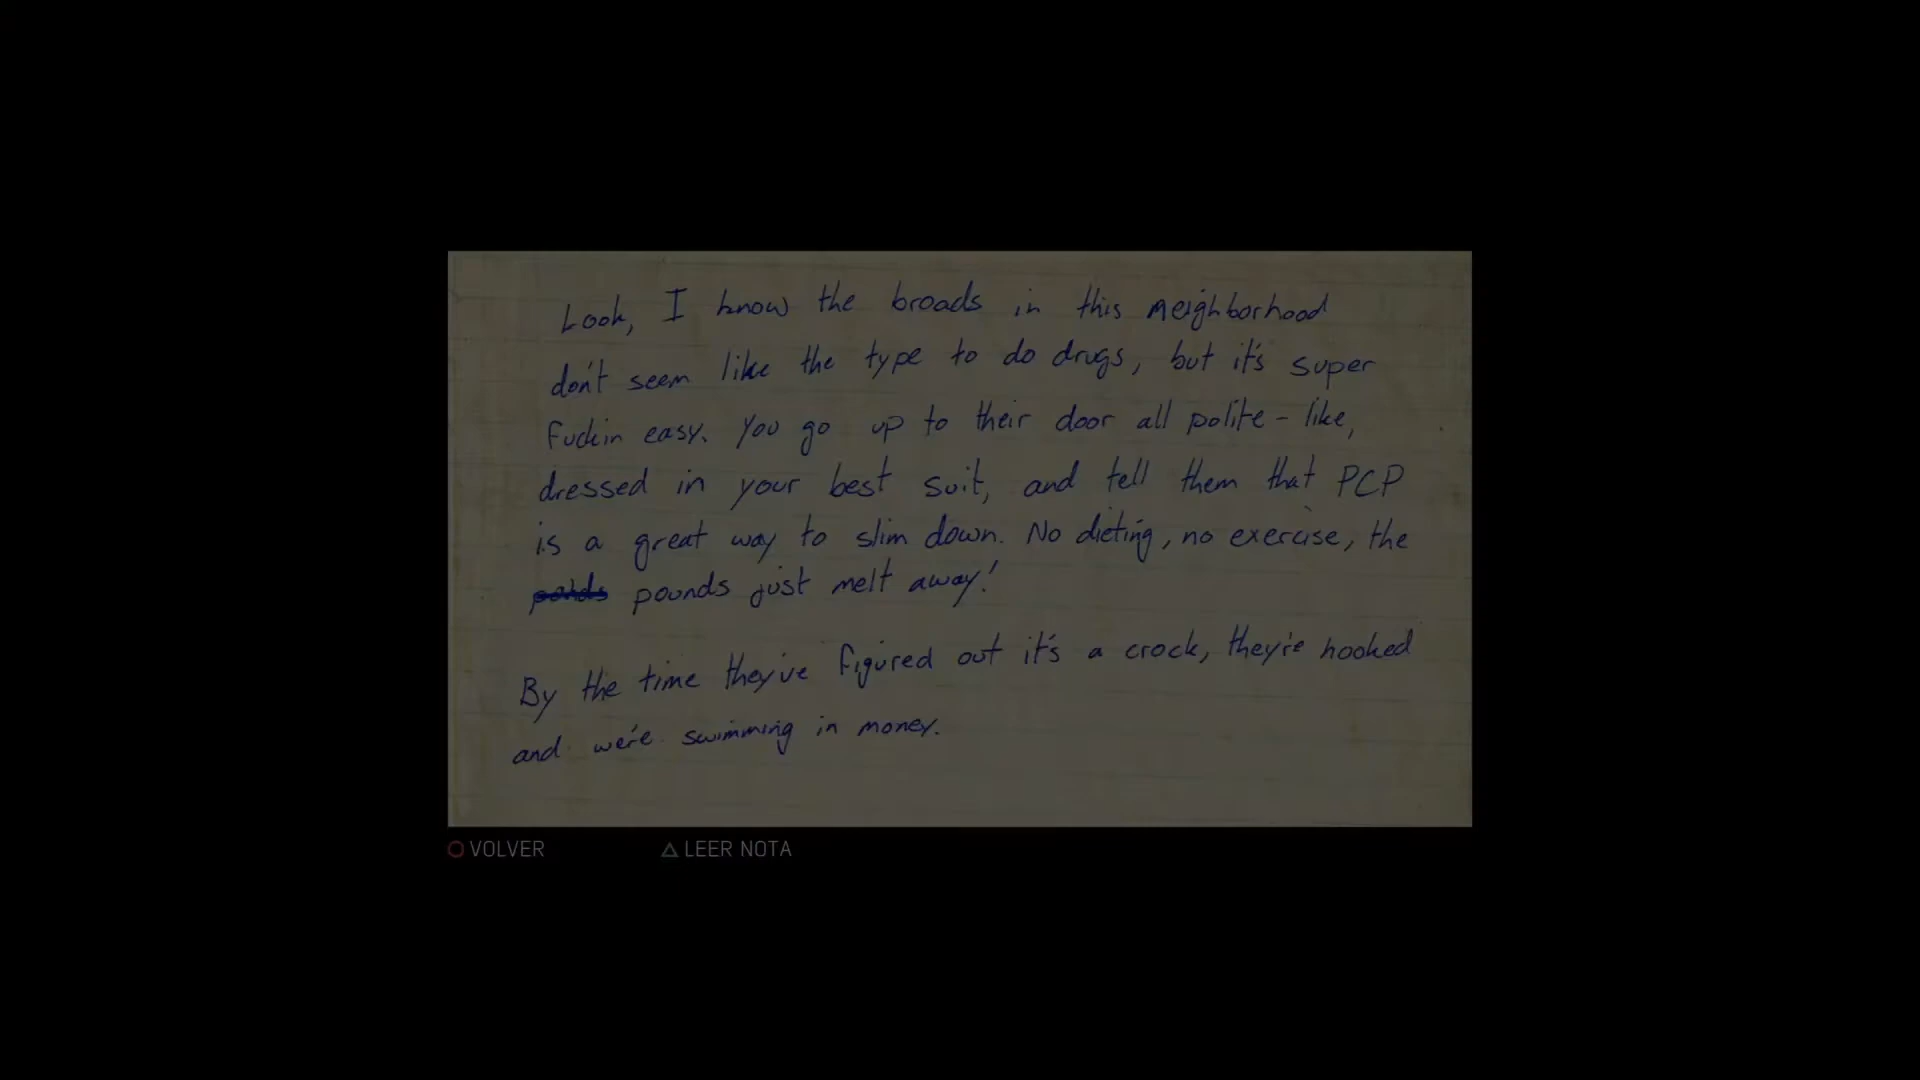 Look, I know the broads in this neighborhood
don't seem like the type to do drugs, but it's super
fuckin easy. You go up to their door all polite-like,
dressed in your best suit, and tell them that PCP
is a great way to slim down. No dieting, no exercise, the
pounds just melt away!
By the time they've figured out it's a crock, they're hooked
and we're swimming in money.
VOLVER
LEER NOTA